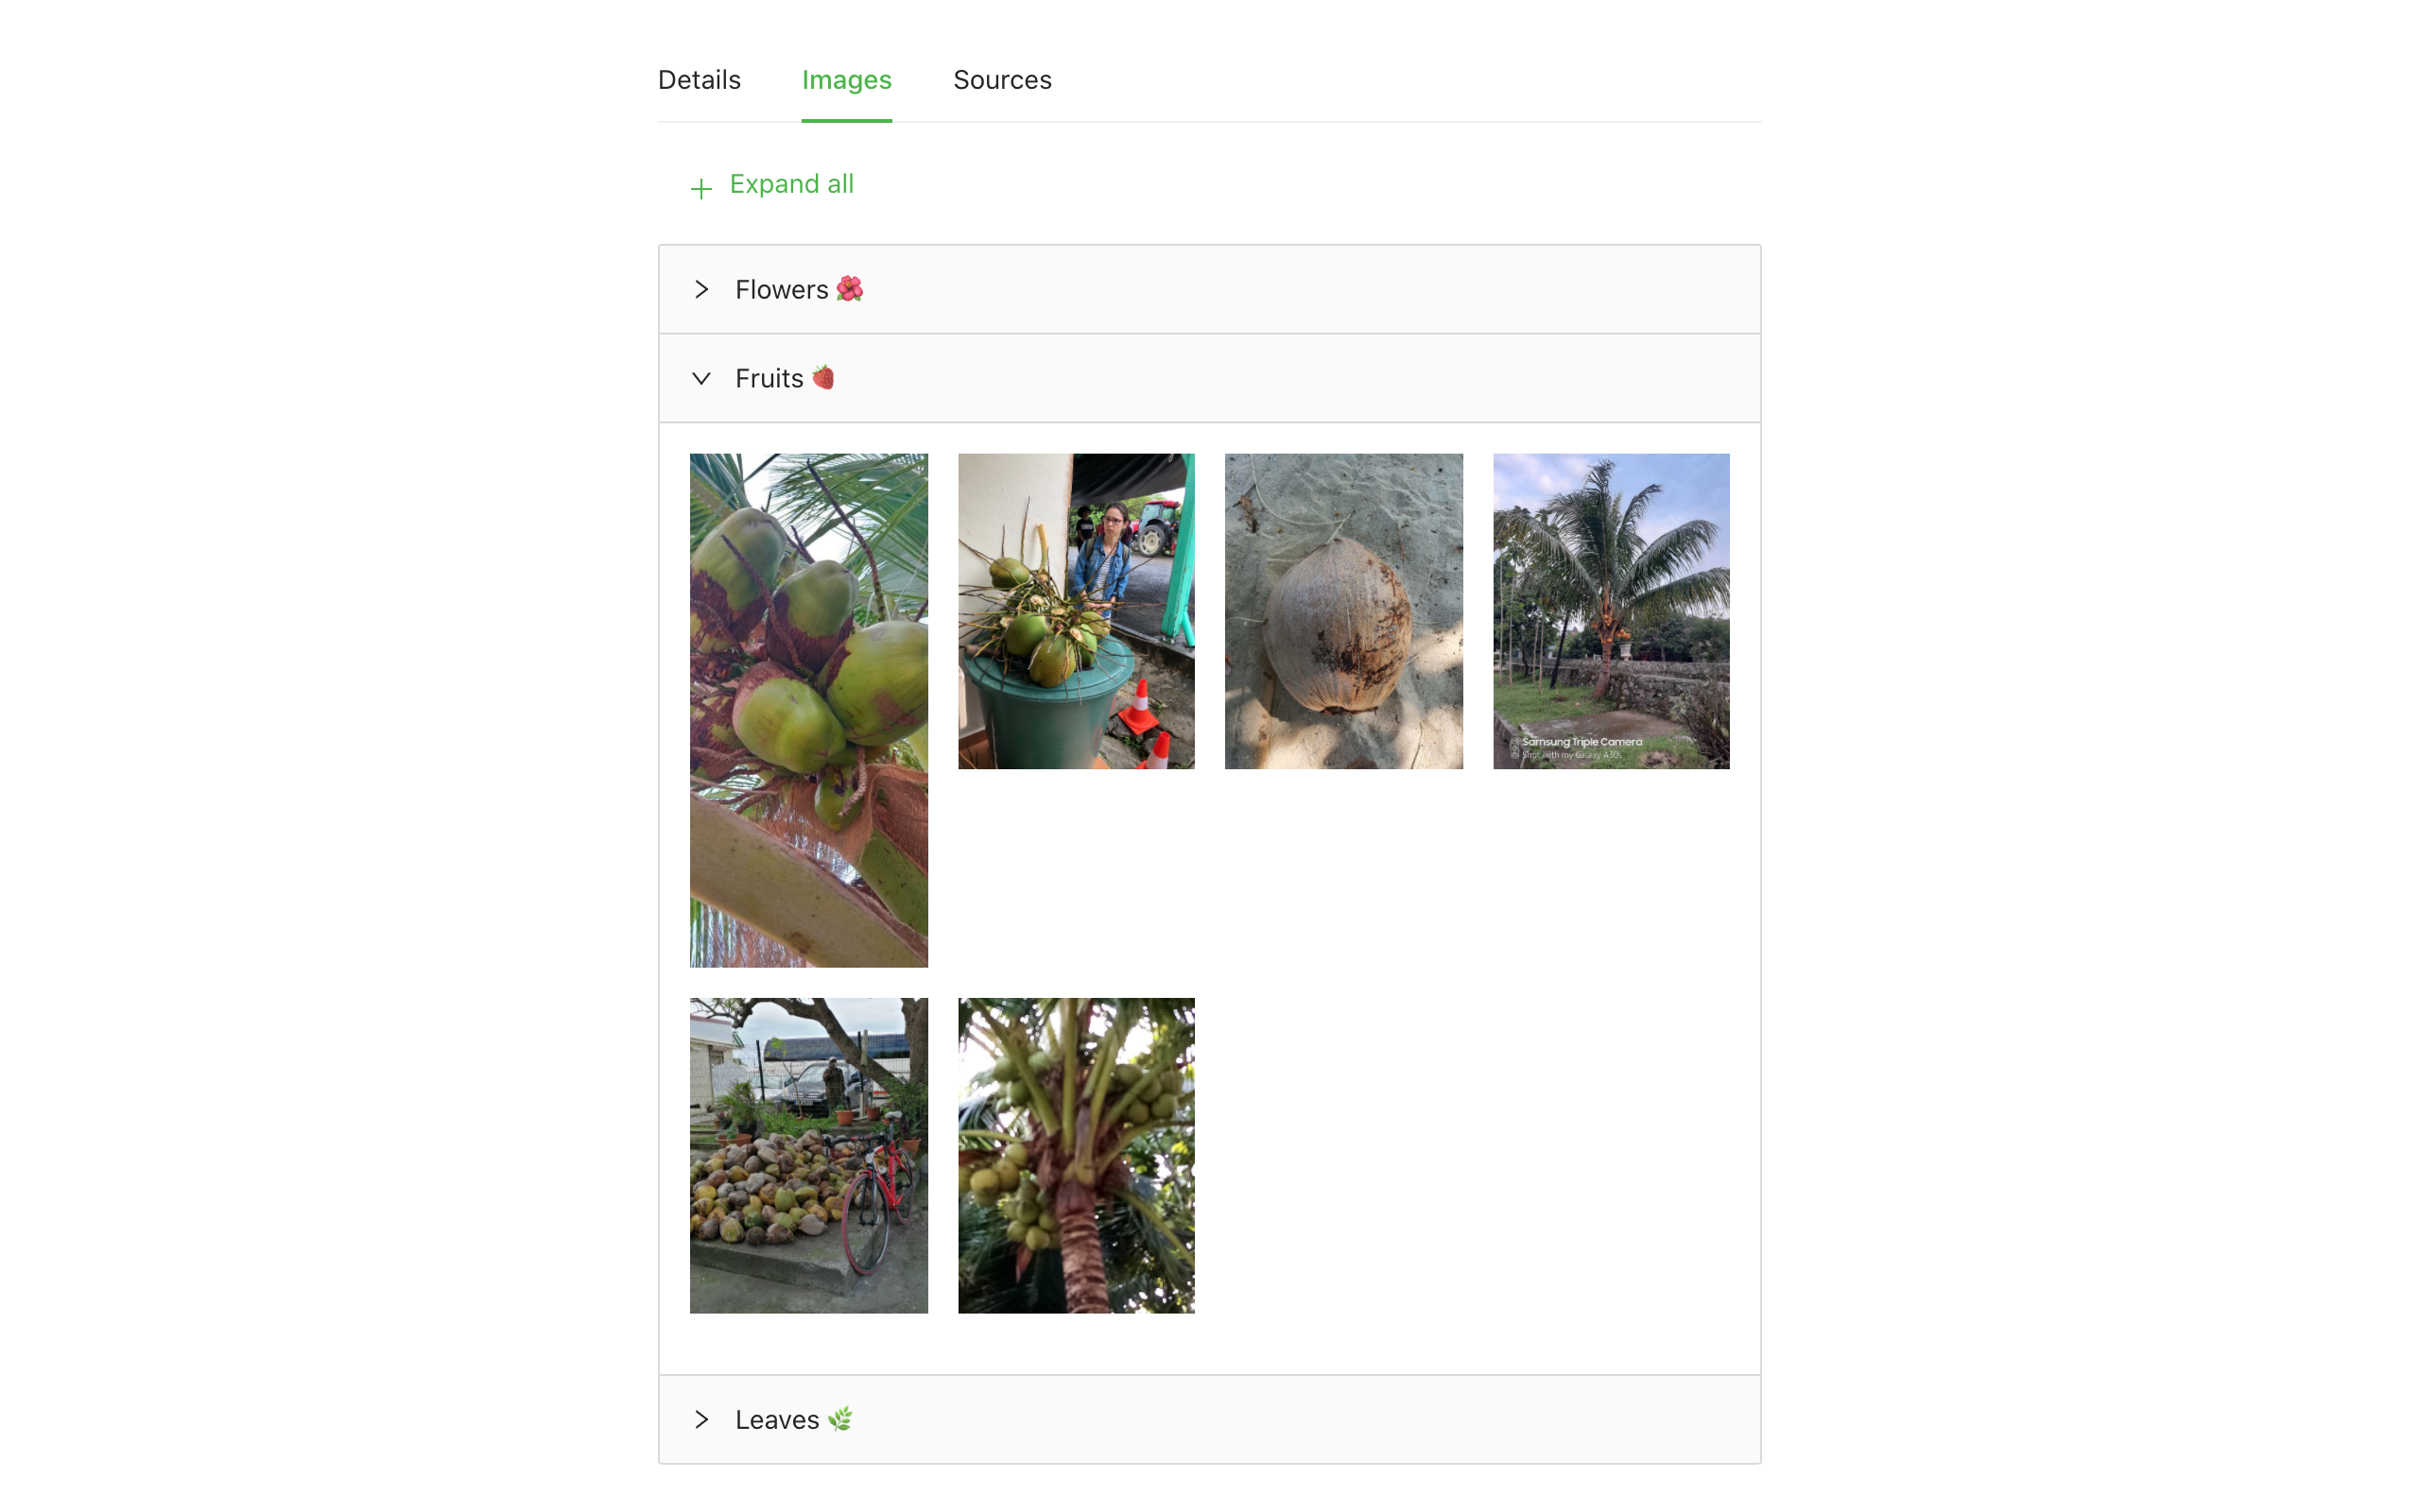 Details Images Sources
Expand all
Flowers
Fruits
Samsung Triple Camera
Shot with my Galaxy A30s
Leaves